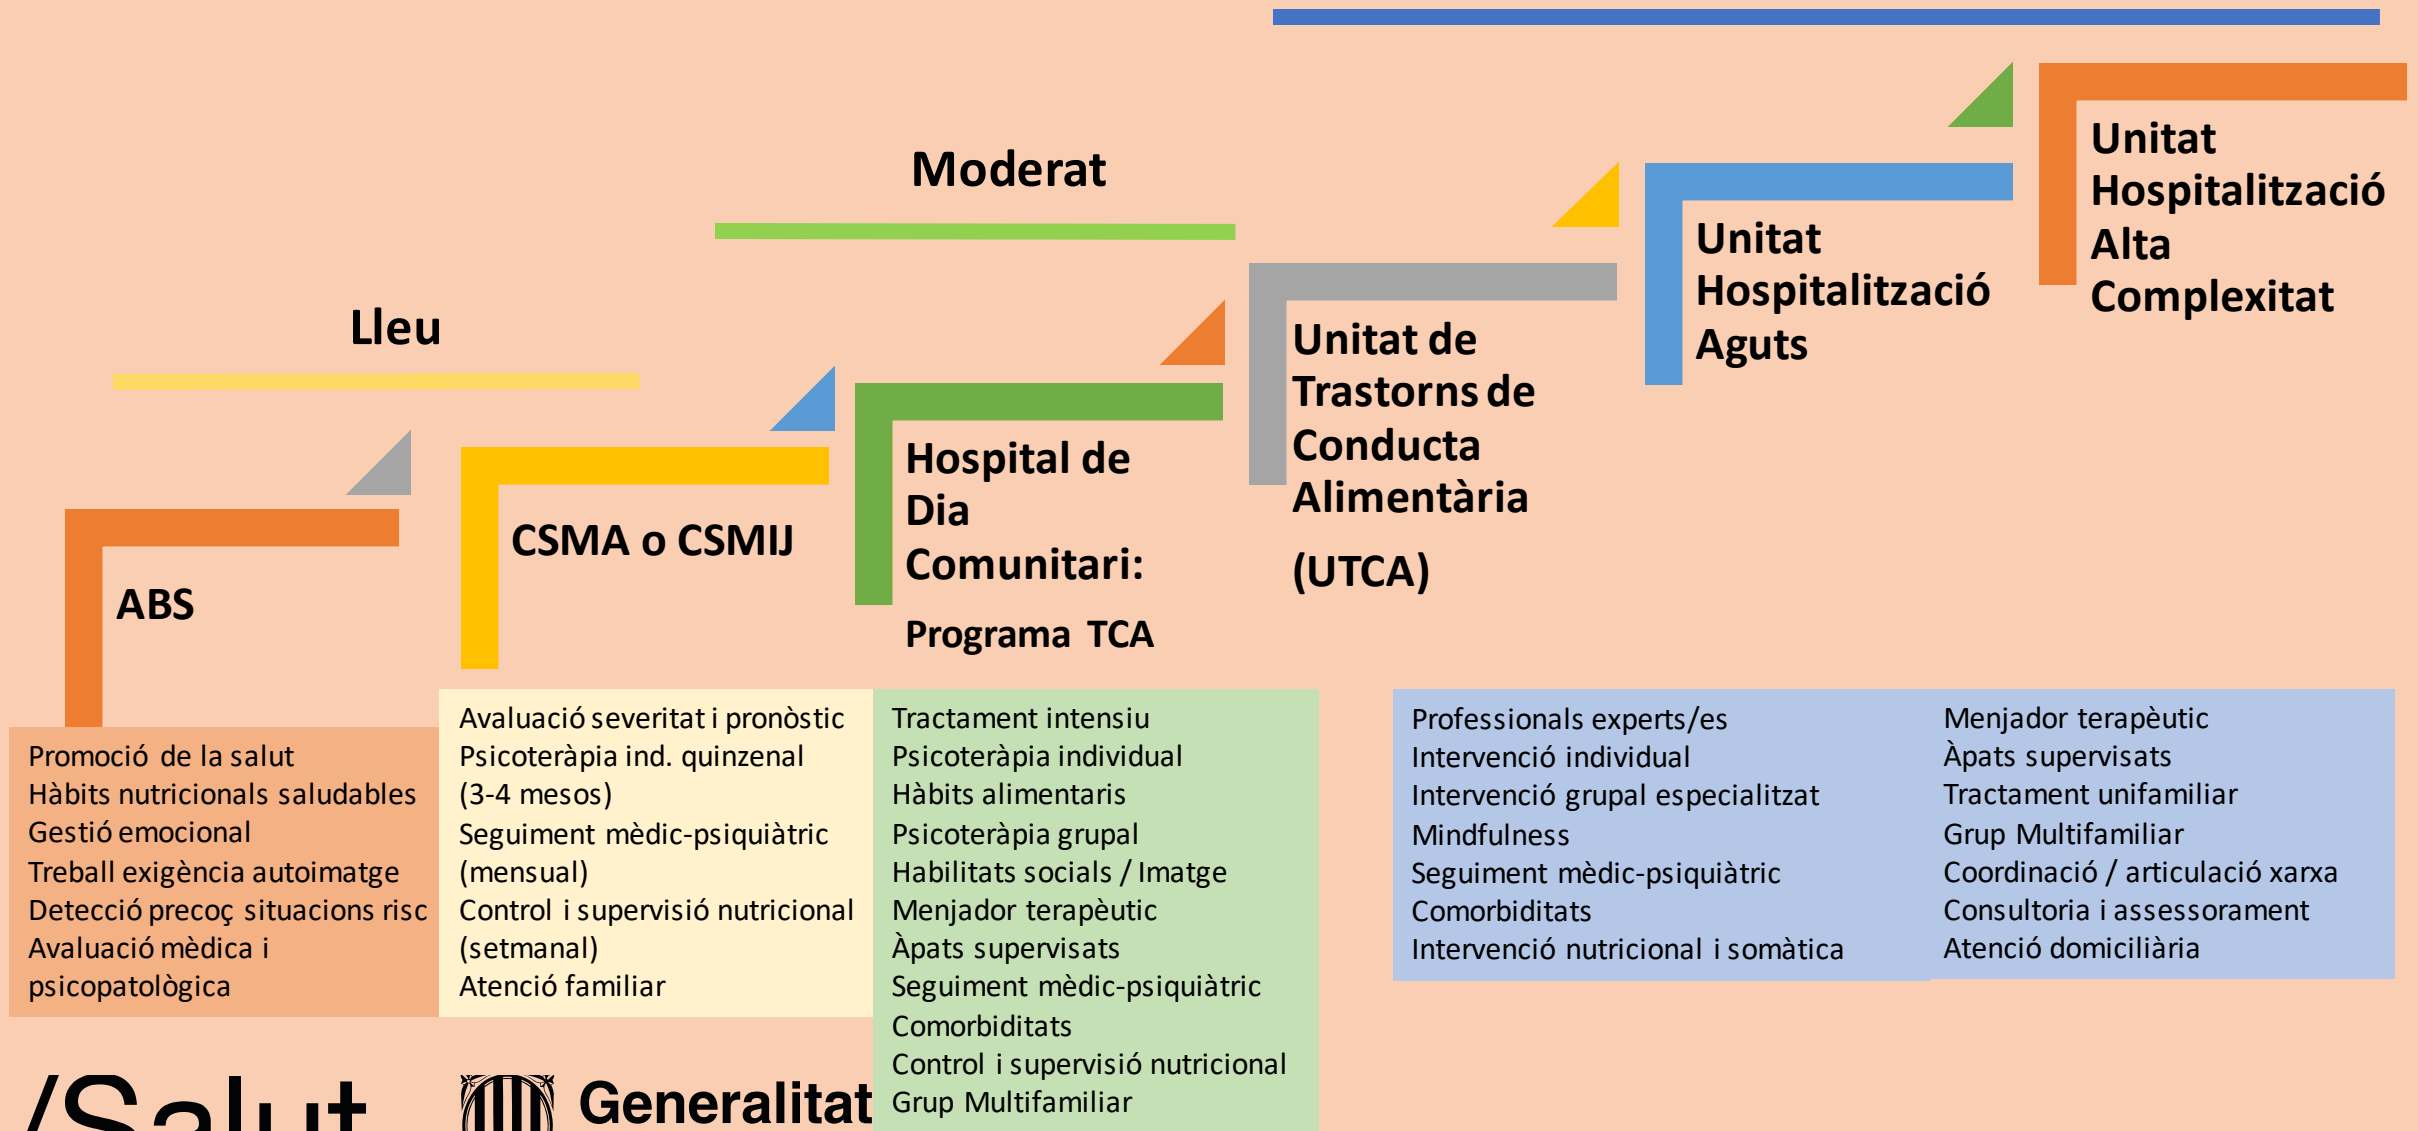 Moderat
Lleu
ABS
CSMA o CSMIJ
Hospital de
Dia
Comunitari:
Programa TCA
Unitat de
Trastorns de
Conducta
Alimentària
(UTCA)
Unitat
Hospitalització
Aguts
Unitat
Hospitalització
Alta
Complexitat
Promoció de la salut
Hàbits nutricionals saludables
Gestió emocional
Treball exigència autoimatge
Detecció precoç situacions risc
Avaluació mèdica i
psicopatològica
Avaluació severitat i pronòstic
Psicoteràpia ind. quinzenal
(3-4 mesos)
Seguiment mèdic-psiquiàtric
(mensual)
Control i supervisió nutricional
(setmanal)
Atenció familiar
Tractament intensiu
Psicoteràpia individual
Hàbits alimentaris
Psicoteràpia grupal
Habilitats socials / Imatge
Menjador terapèutic
Àpats supervisats
Seguiment mèdic-psiquiàtric
Comorbiditats
Control i supervisió nutricional
Grup Multifamiliar
Professionals experts/es
Intervenció individual
Intervenció grupal especialitzat
Mindfulness
Seguiment mèdic-psiquiàtric
Comorbiditats
Intervenció nutricional i somàtica
Menjador terapèutic
Àpats supervisats
Tractament unifamiliar
Grup Multifamiliar
Coordinació / articulació xarxa
Consultoria i assessorament
Atenció domiciliària
/Salut
Generalitat